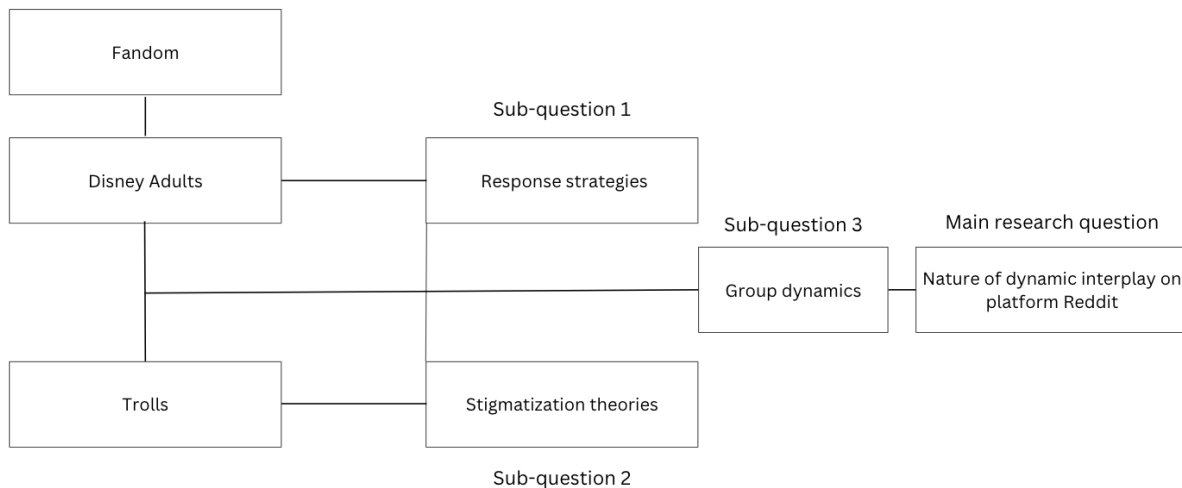 Fandom
Sub-question 1
Disney Adults
Response strategies
Sub-question 3
Main research question
Group dynamics
Nature of dynamic interplay on
platform Reddit
Trolls
Stigmatization theories
Sub-question 2